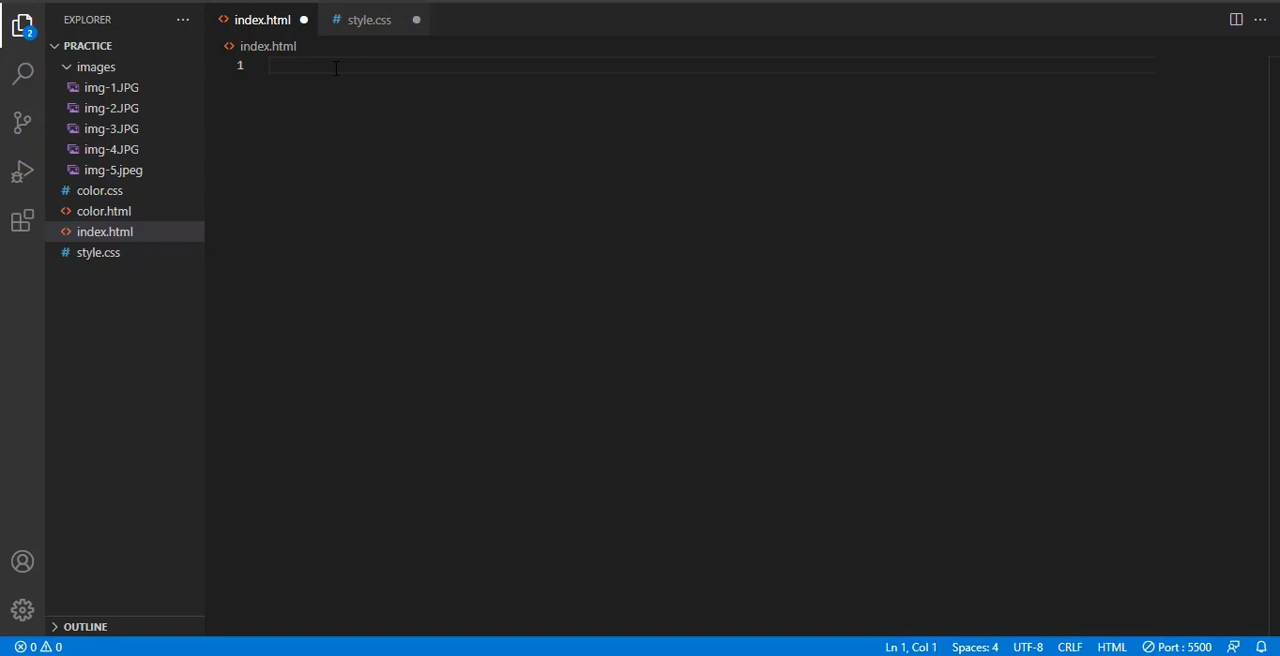 EXPLORER
index.html
# style.css
PRACTICE
index.html
images
1
img-1.JPG
img-2.JPG
img-3.JPG
img-4.JPG
img-5.jpeg
# color.css
<> color.html
<> index.html
# style.css
2
OUTLINE
0 0
Ln 1, Col 1
Spaces: 4
UTF-8
CRLF
HTML
Port : 5500